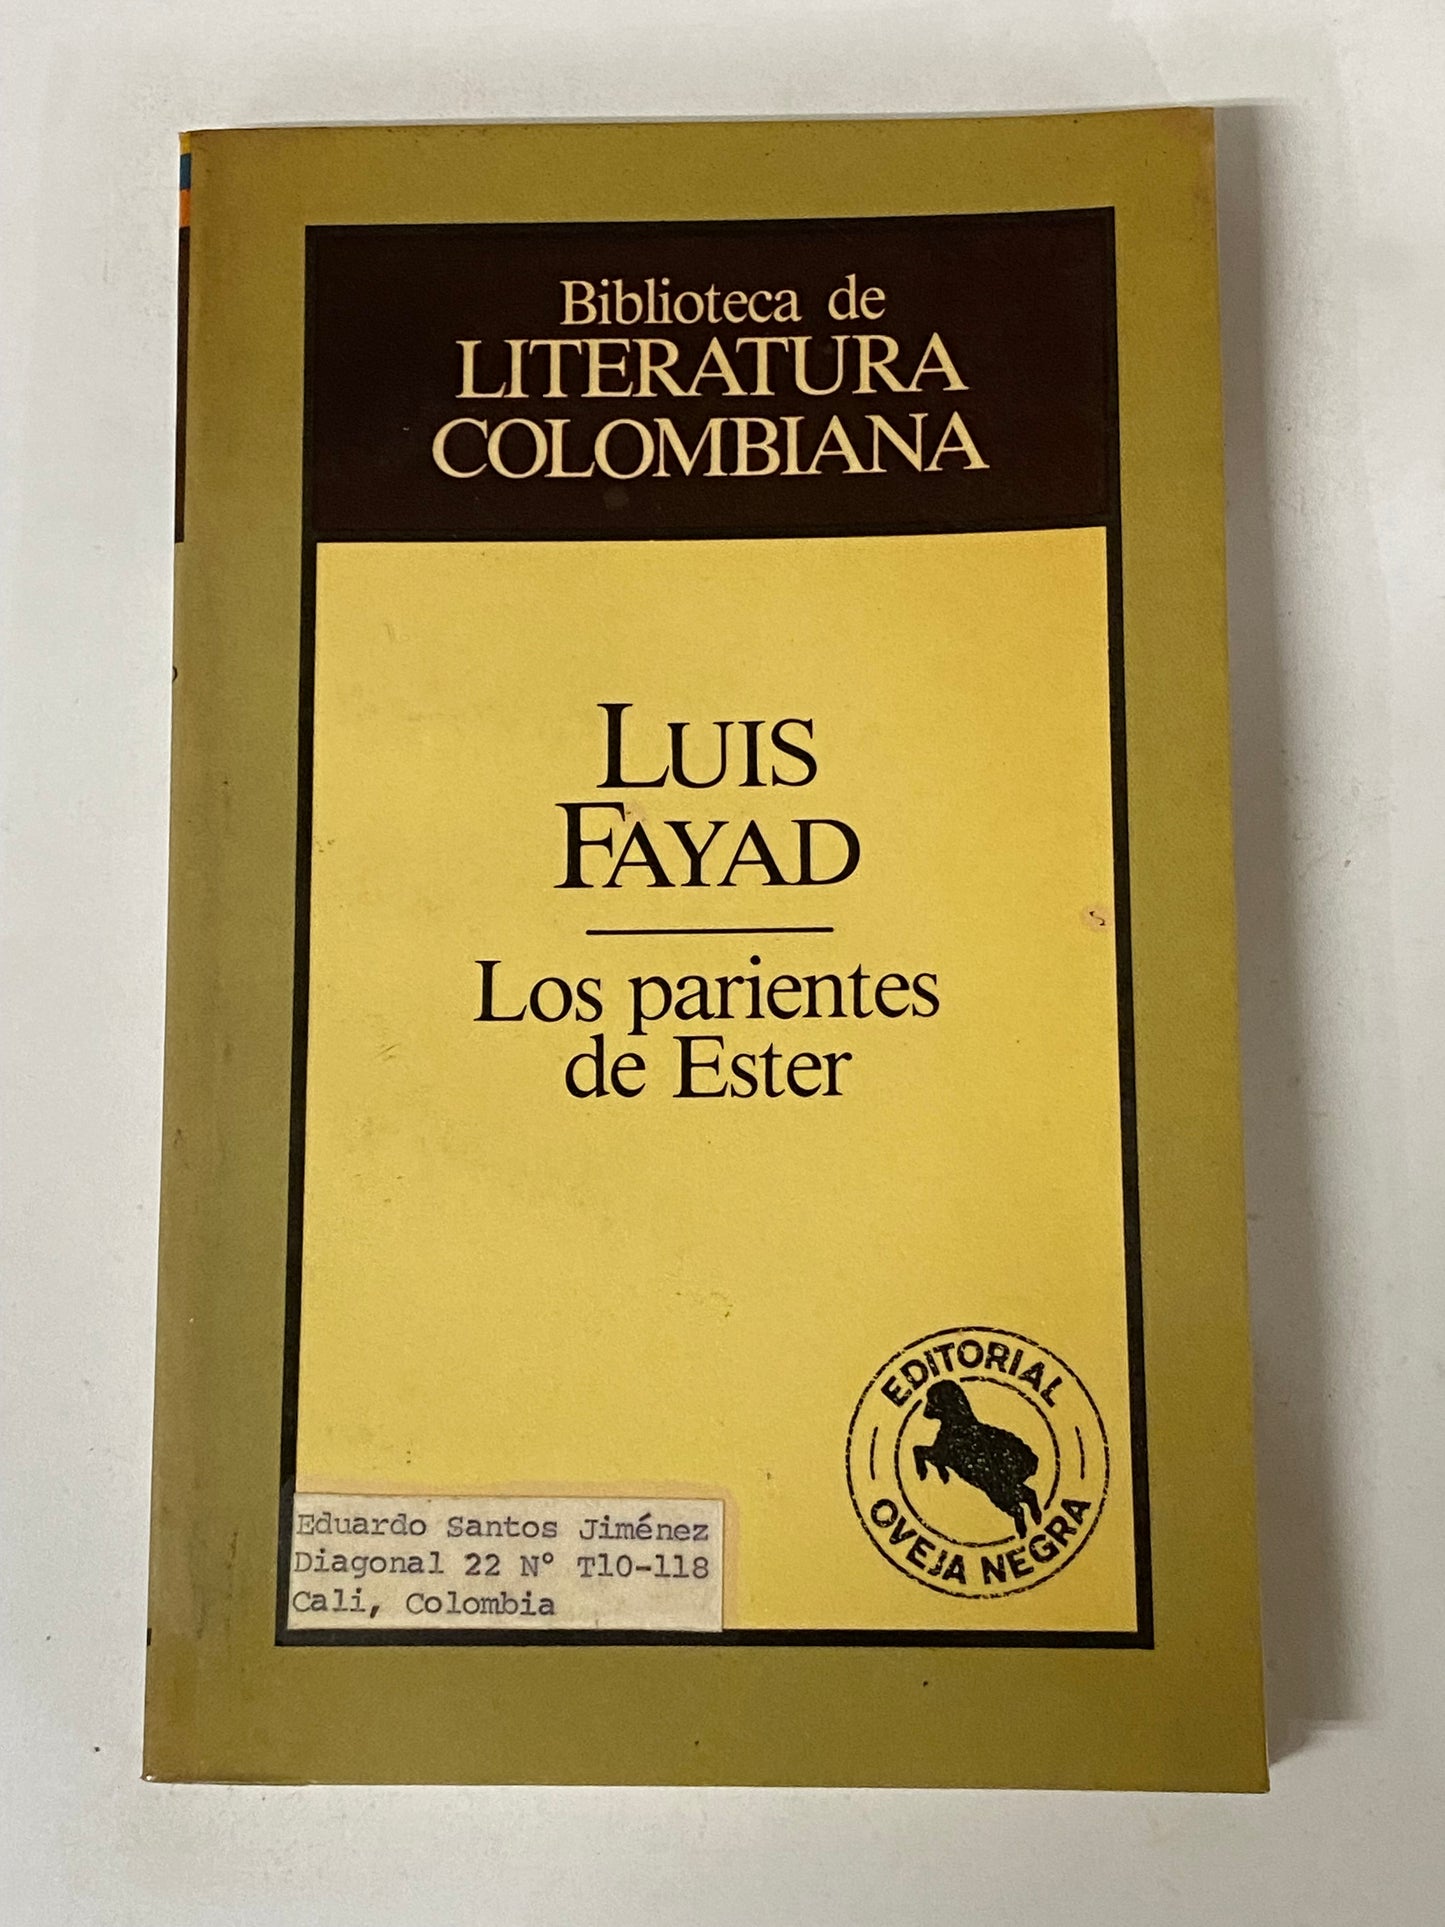 Biblioteca de
LITERATURA
COLOMBIANA
LUIS
FAYAD
Los parientes
de Ester
EDITORIAL
OVEJA NEGRA
Eduardo Santos Jiménez
Diagonal 22 N° T10-118
Cali, Colombia